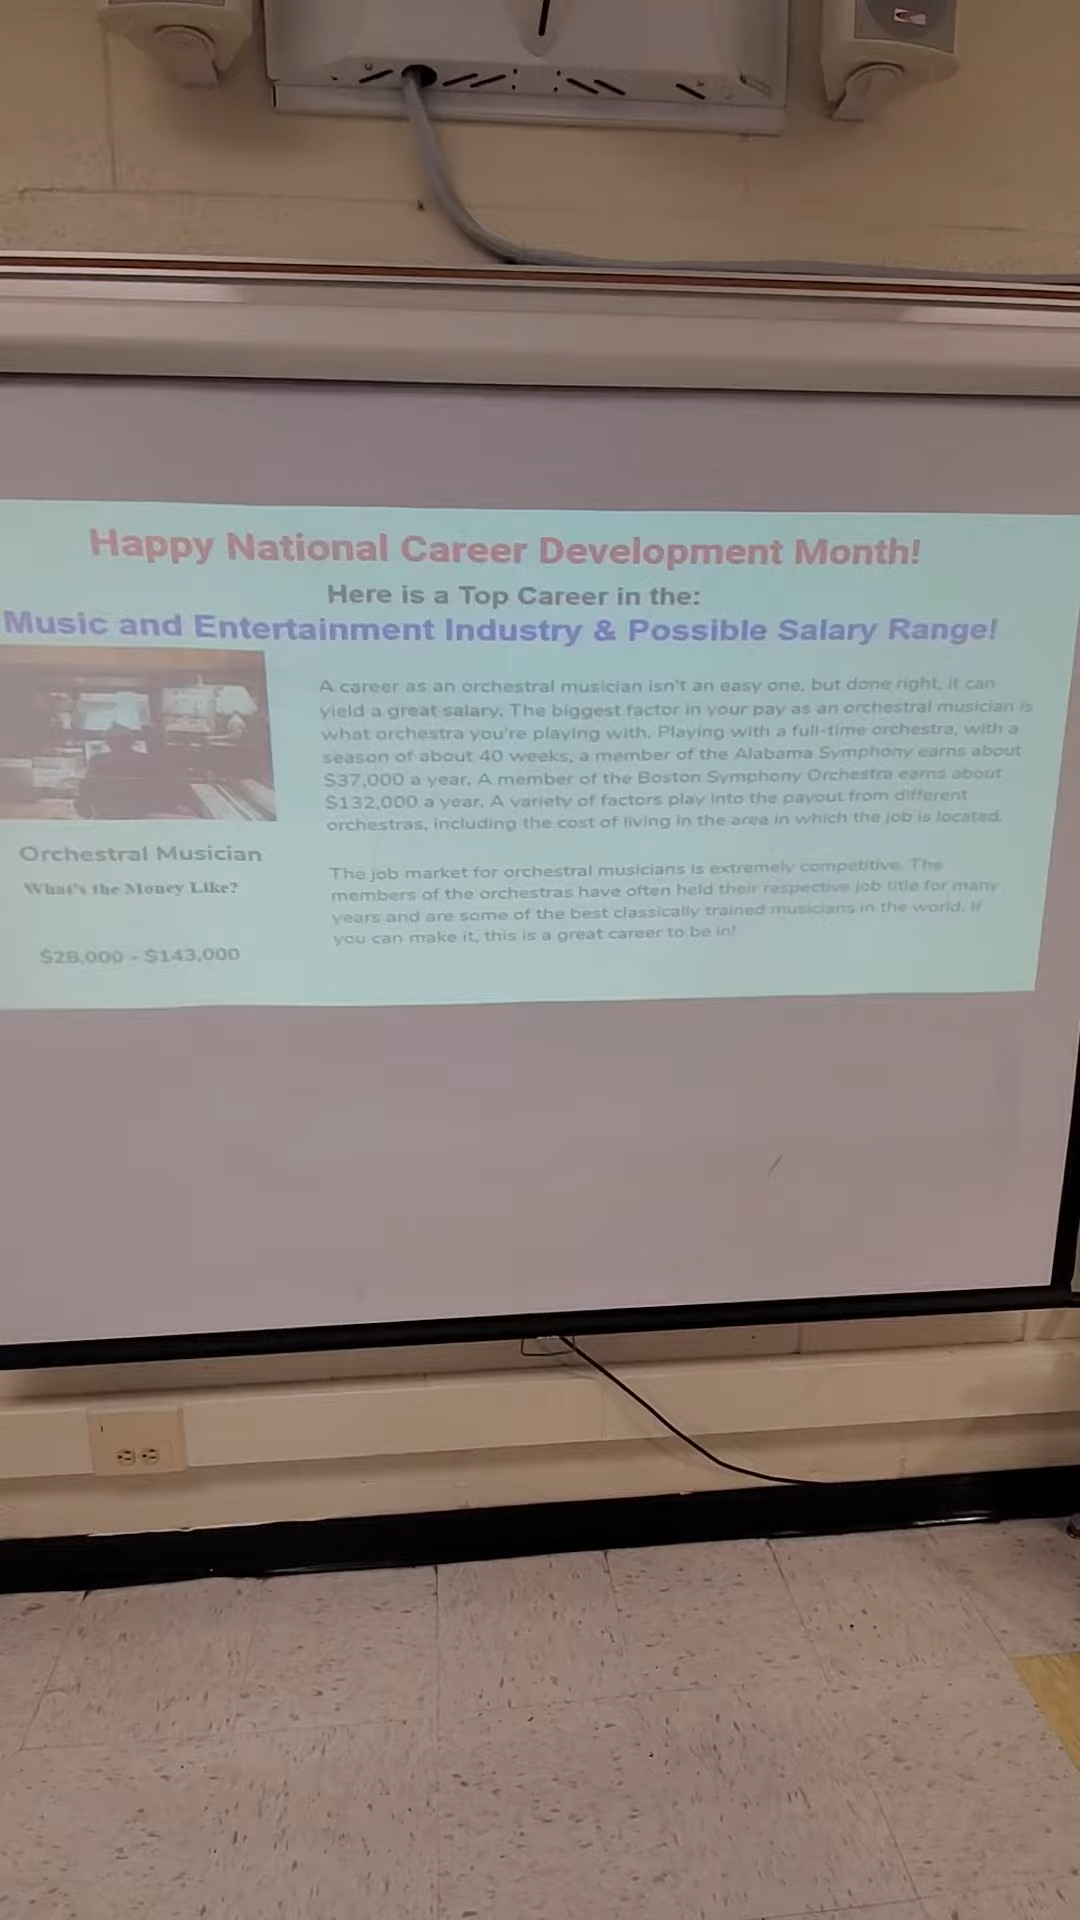 Happy National Career Development Month!
Here is a Top Career in the:
Music and Entertainment Industry & Possible Salary Range!
A career as an orchestral musician isn't an easy one, but done right, it can
yield a great salary. The biggest factor in your pay as an orchestral musician is
what orchestra you're playing with. Playing with a full-time orchestra, with a
season of about 40 weeks, a member of the Alabama Symphony earns about
$37,000 a year. A member of the Boston Symphony Orchestra earns about
$132,000 a year. A variety of factors play into the payout from different
orchestras, including the cost of living in the area in which the job is located.
Orchestral Musician
What's the Money Like?
$28,000 - $143,000
The job market for orchestral musicians is extremely competitive. The
members of the orchestras have often held their respective job title for many
years and are some of the best classically trained musicians in the world. If
you can make it, this is a great career to be in!